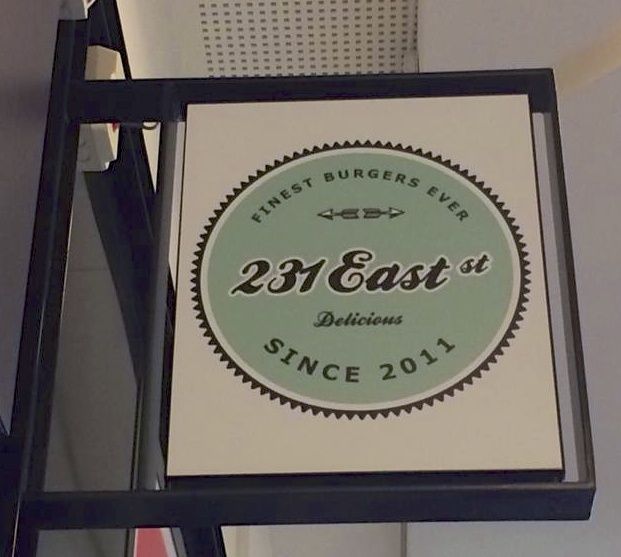 FINEST BURGERS EVER
231 East st
Delicious
SINCE 2011